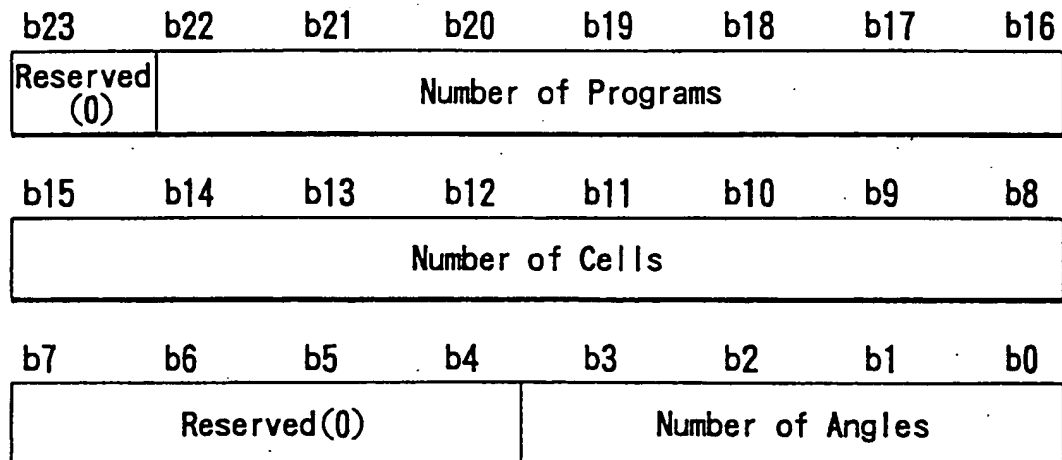 b23 b22 b21 b20 b19 b18 b17 b16
Reserved
(0)
Number of Programs
b15 b14 b13 b12 b11 b10 b9 b8
Number of Cells
b7 b6 b5 b4 b3 b2 b1 b0
Reserved(0) Number of Angles